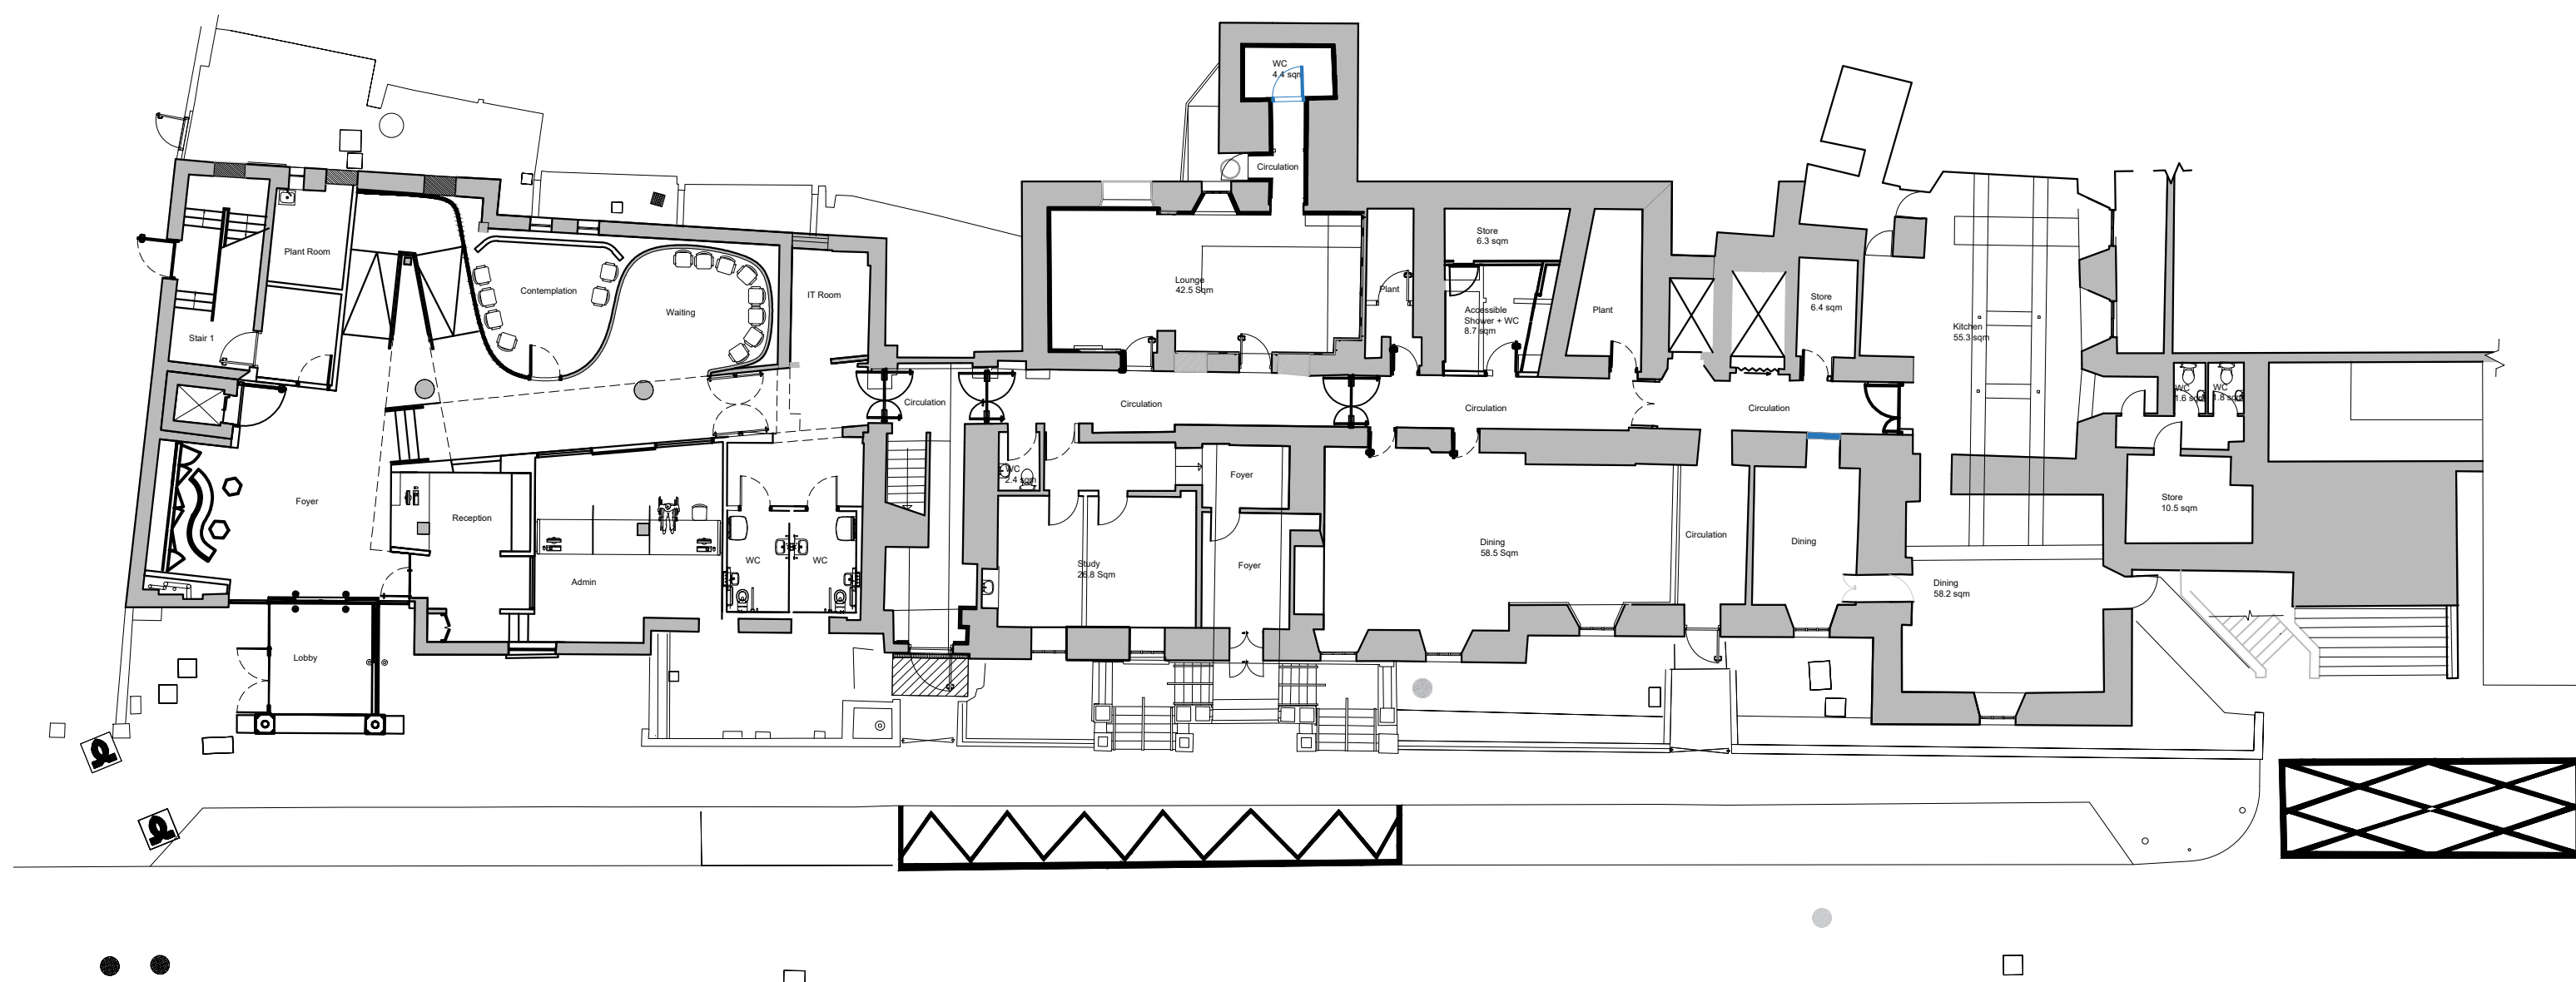 WC
4.4 sqm
Circulation
Store
6.3 sqm
Plant Room
Contemplation
Waiting
IT Room
Lounge
42.5 Sqm
Plant
Accessible
Shower + WC
8.7 sqm
Plant
Store
6.4 sqm
Kitchen
55.3 sqm
Stair 1
Circulation
Circulation
Circulation
Circulation
WC
1.6 sqm
WC
1.8 sqm
WC
2.4 sqm
Foyer
Foyer
Reception
Store
10.5 sqm
WC
WC
Admin
Study
26.8 Sqm
Foyer
Dining
58.5 Sqm
Circulation
Dining
Dining
58.2 sqm
Lobby